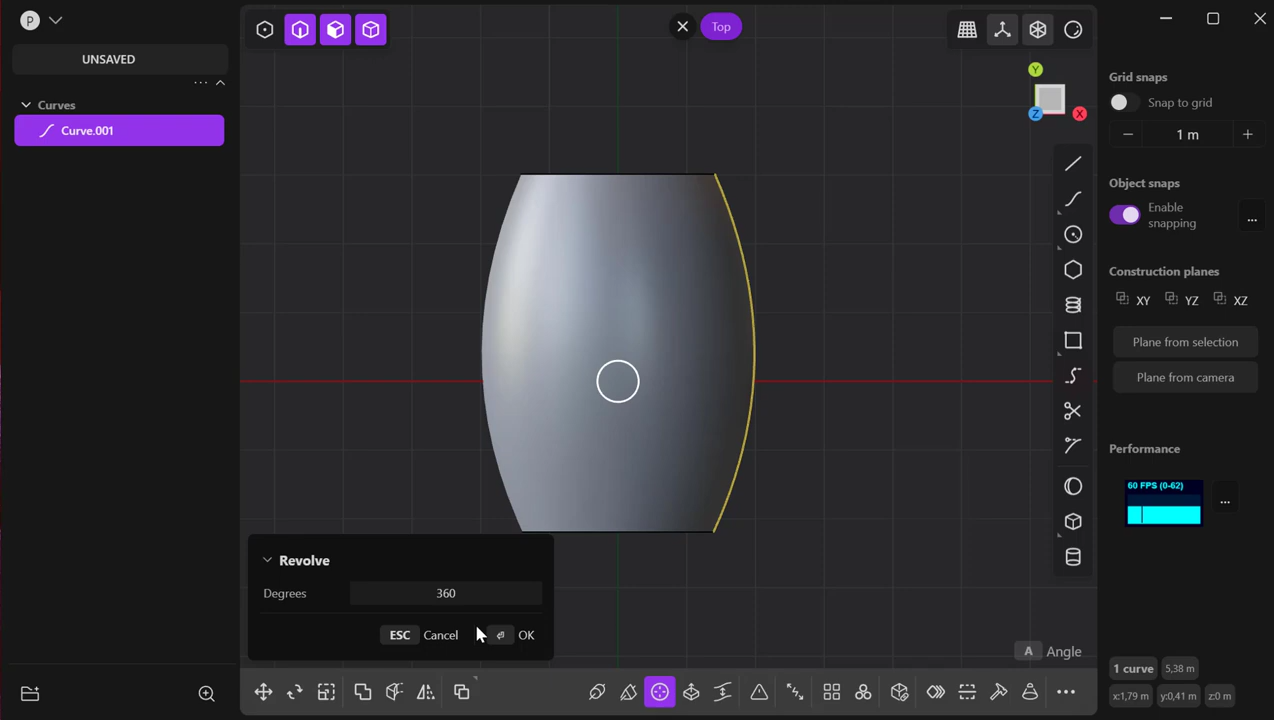 P
UNSAVED
...
Curves
Curve.001
Top
Y
Z
X
Grid snaps
Snap to grid
− 1 m +
Object snaps
Enable
snapping
...
Construction planes
XY YZ XZ
Plane from selection
Plane from camera
Performance
60 FPS (0-62)
...
Revolve
Degrees 360
ESC Cancel OK
A Angle
1 curve 5,38 m
x:1,79 m y:0,41 m z:0 m